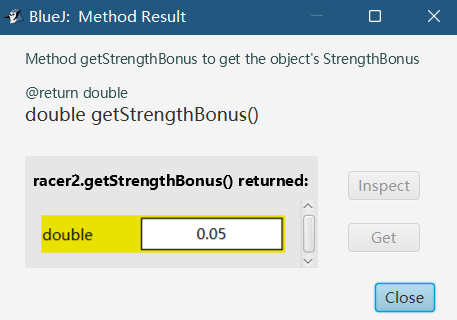 BlueJ: Method Result
Method getStrengthBonus to get the object's StrengthBonus
@return double
double getStrengthBonus()
racer2.getStrengthBonus() returned:
double 0.05
Inspect
Get
Close